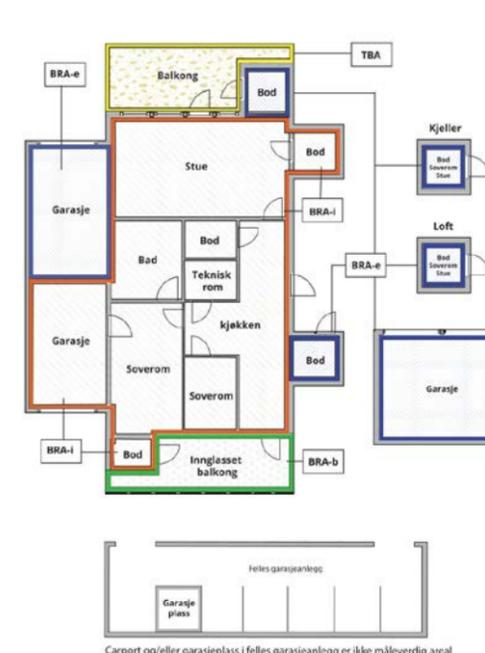 TBA
BRA-e
Balkong
Bod
Kjeller
Stue
Bod
Bod
Soverom
Stue
Garasje
BRA-i
Loft
Bod
Bad
Teknisk
rom
BRA-e
Bod
Soverom
Stue
kjøkken
Garasje
Soverom
Bod
Garasje
Soverom
BRA-i
Bod
Innglasset
balkong
BRA-b
Felles garasjeanlegg
Garasje
plass
Carport og/eller garasjeplass i felles garasjeanlegg er ikke måleverdig areal